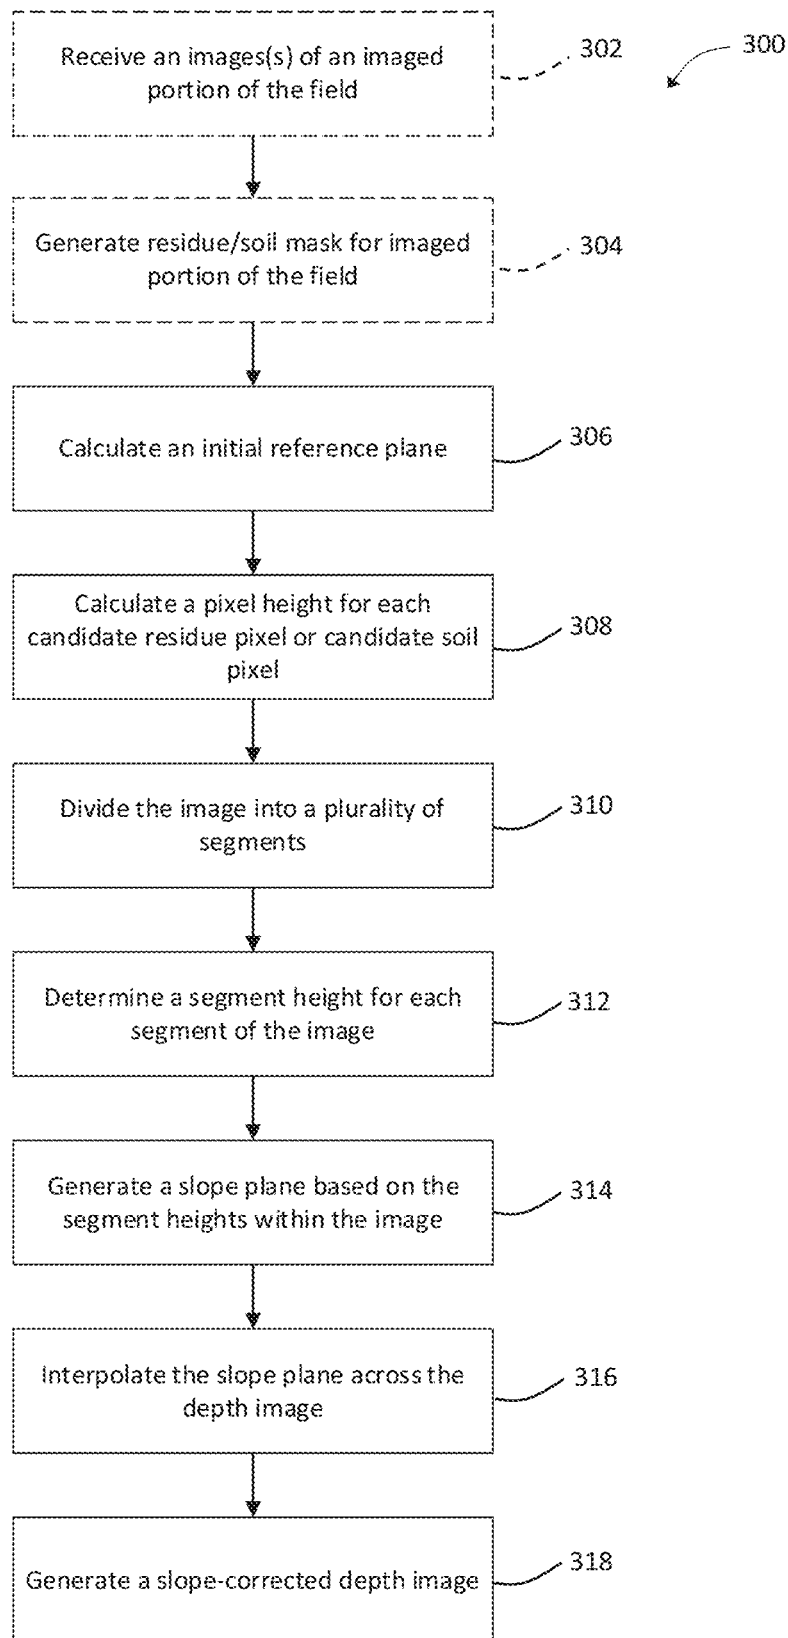 Receive an images(s) of an imaged
portion of the field
302
300
Generate residue/soil mask for imaged
portion of the field
304
Calculate an initial reference plane
306
Calculate a pixel height for each
candidate residue pixel or candidate soil
pixel
308
Divide the image into a plurality of
segments
310
Determine a segment height for each
segment of the image
312
Generate a slope plane based on the
segment heights within the image
314
Interpolate the slope plane across the
depth image
316
Generate a slope-corrected depth image
318